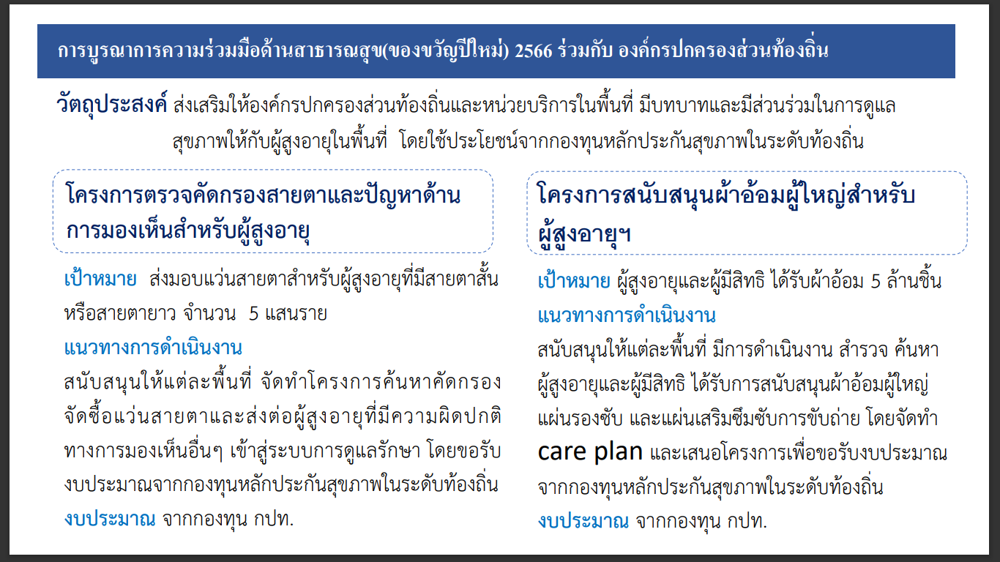 การบูรณาการความร่วมมือด้านสาธารณสุข(ของขวัญปีใหม่) 2566 ร่วมกับ องค์กรปกครองส่วนท้องถิ่น
วัตถุประสงค์ ส่งเสริมให้องค์กรปกครองส่วนท้องถิ่นและหน่วยบริการในพื้นที่ มีบทบาทและมีส่วนร่วมในการดูแล
สุขภาพให้กับผู้สูงอายุในพื้นที่ โดยใช้ประโยชน์จากกองทุนหลักประกันสุขภาพในระดับท้องถิ่น
โครงการตรวจคัดกรองสายตาและปัญหาด้าน
การมองเห็นสำหรับผู้สูงอายุ
เป้าหมาย ส่งมอบแว่นสายตาสำหรับผู้สูงอายุที่มีสายตาสั้น
หรือสายตายาว จำนวน 5 แสนราย
แนวทางการดำเนินงาน
สนับสนุนให้แต่ละพื้นที่ จัดทำโครงการค้นหาคัดกรอง
จัดซื้อแว่นสายตาและส่งต่อผู้สูงอายุที่มีความผิดปกติ
ทางการมองเห็นอื่นๆ เข้าสู่ระบบการดูแลรักษา โดยขอรับ
งบประมาณจากกองทุนหลักประกันสุขภาพในระดับท้องถิ่น
งบประมาณ จากกองทุน กปท.
โครงการสนับสนุนผ้าอ้อมผู้ใหญ่สำหรับ
ผู้สูงอายุฯ
เป้าหมาย ผู้สูงอายุและผู้มีสิทธิ ได้รับผ้าอ้อม 5 ล้านชิ้น
แนวทางการดำเนินงาน
สนับสนุนให้แต่ละพื้นที่ มีการดำเนินงาน สำรวจ ค้นหา
ผู้สูงอายุและผู้มีสิทธิ ได้รับการสนับสนุนผ้าอ้อมผู้ใหญ่
แผ่นรองซับ และแผ่นเสริมซึมซับการขับถ่าย โดยจัดทำ
care plan และเสนอโครงการเพื่อขอรับงบประมาณ
จากกองทุนหลักประกันสุขภาพในระดับท้องถิ่น
งบประมาณ จากกองทุน กปท.